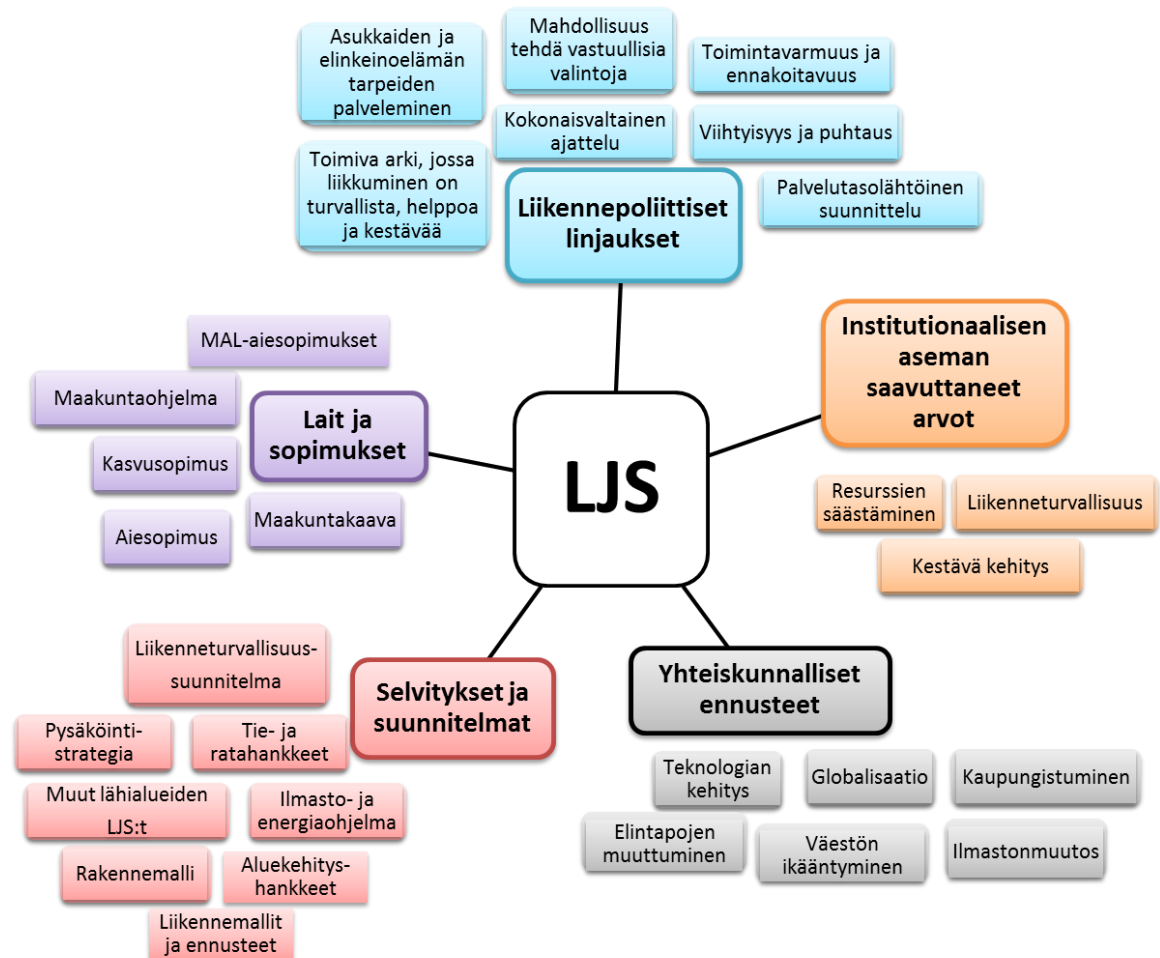 Asukkaiden ja
elinkeinoelämän
tarpeiden
palveleminen
Mahdollisuus
tehdä vastuullisia
valintoja
Toimintavarmuus ja
ennakoitavuus
Kokonaisvaltainen
ajattelu
Viihtyisyys ja puhtaus
Toimiva arki, jossa
liikkuminen on
turvallista, helppoa
ja kestävää
Liikennepoliittiset
linjaukset
Palvelutasolähtöinen
suunnittelu
MAL-aiesopimukset
Maakuntaohjelma
Lait ja
sopimukset
Kasvusopimus
Aiesopimus
Maakuntakaava
LJS
Institutionaalisen
aseman
saavuttaneet
arvot
Resurssien
säästäminen
Liikenneturvallisuus
Kestävä kehitys
Liikenneturvallisuus-
suunnitelma
Selvitykset ja
suunnitelmat
Pysäköinti-
strategia
Tie- ja
ratahankkeet
Muut lähialueiden
LJS:t
Ilmasto- ja
energiaohjelma
Rakennemalli
Aluekehitys-
hankkeet
Liikennemallit
ja ennusteet
Yhteiskunnalliset
ennusteet
Teknologian
kehitys
Globalisaatio
Kaupungistuminen
Elintapojen
muuttuminen
Väestön
ikääntyminen
Ilmastonmuutos